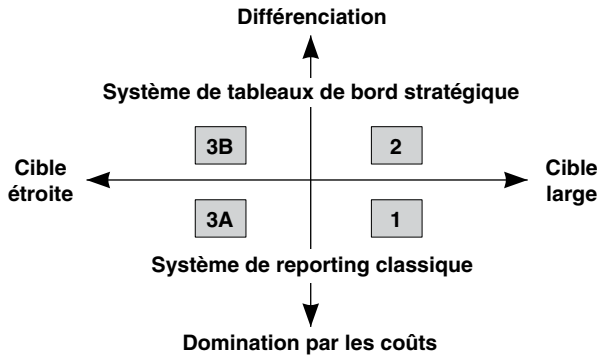 Différenciation
Système de tableaux de bord stratégique
3B
2
Cible
étroite
Cible
large
3A
1
Système de reporting classique
Domination par les coûts